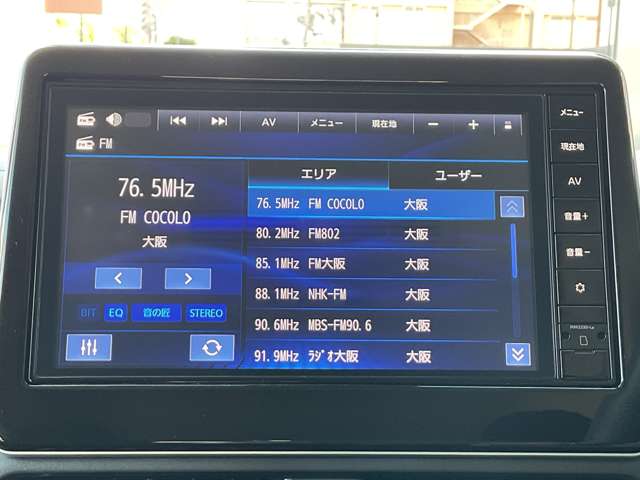 AV メニュー 現在地 − +
FM
76.5MHz
FM COCOLO
大阪
エリア ユーザー
76.5MHz FM COCOLO 大阪
80.2MHz FM802 大阪
85.1MHz FM大阪 大阪
88.1MHz NHK-FM 大阪
90.6MHz MBS-FM90.6 大阪
91.9MHz ラジオ大阪 大阪
BIT EQ 音の匠 STEREO
メニュー
現在地
AV
音量+
音量−